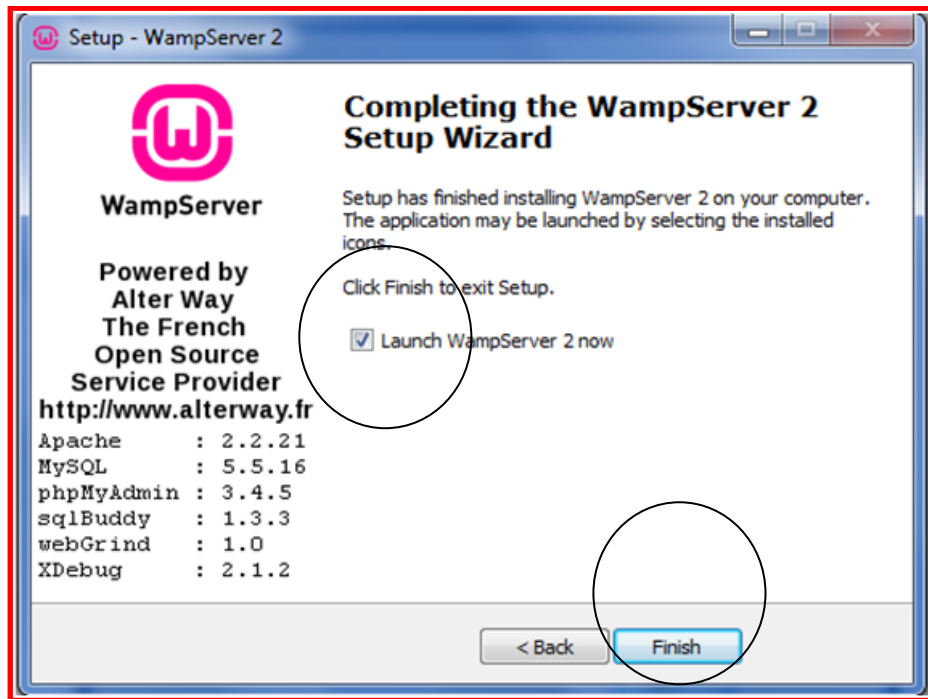 Setup - WampServer 2
WampServer
Powered by
Alter Way
The French
Open Source
Service Provider
http://www.alterway.fr
Apache : 2.2.21
MySQL : 5.5.16
phpMyAdmin : 3.4.5
sqlBuddy : 1.3.3
webGrind : 1.0
XDebug : 2.1.2
Completing the WampServer 2
Setup Wizard
Setup has finished installing WampServer 2 on your computer.
The application may be launched by selecting the installed
icons.
Click Finish to exit Setup.
Launch WampServer 2 now
< Back
Finish